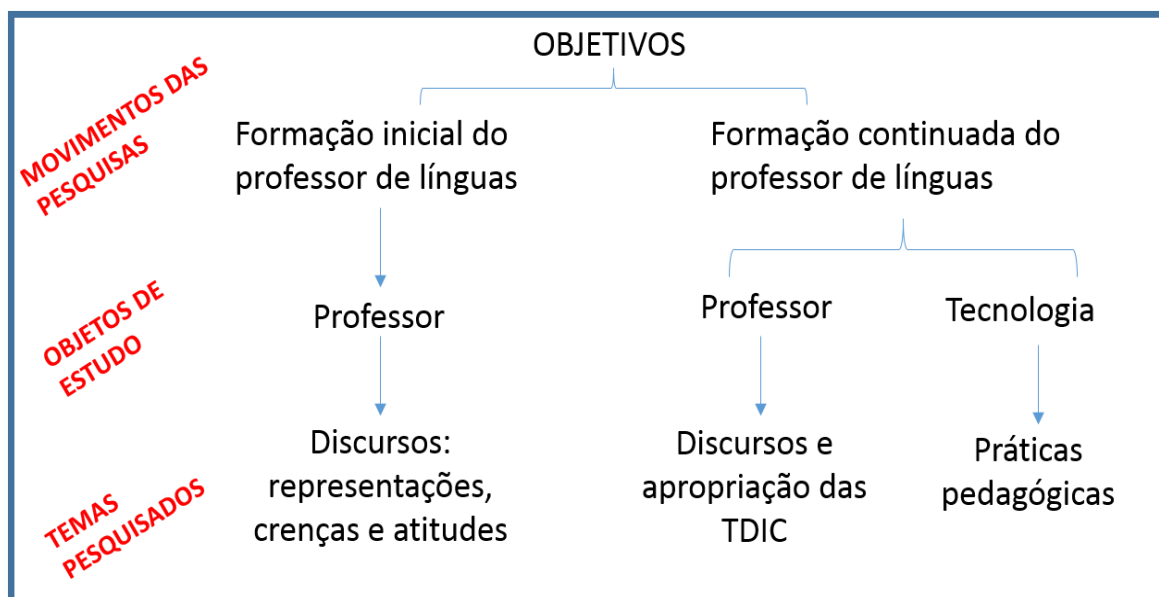 OBJETIVOS
MOVIMENTOS DAS
PESQUISAS
Formação inicial do
professor de línguas
Formação continuada do
professor de línguas
OBJETOS DE
ESTUDO
Professor
Professor
Tecnologia
TEMAS
PESQUISADOS
Discursos:
representações,
crenças e atitudes
Discursos e
apropriação das
TDIC
Práticas
pedagógicas